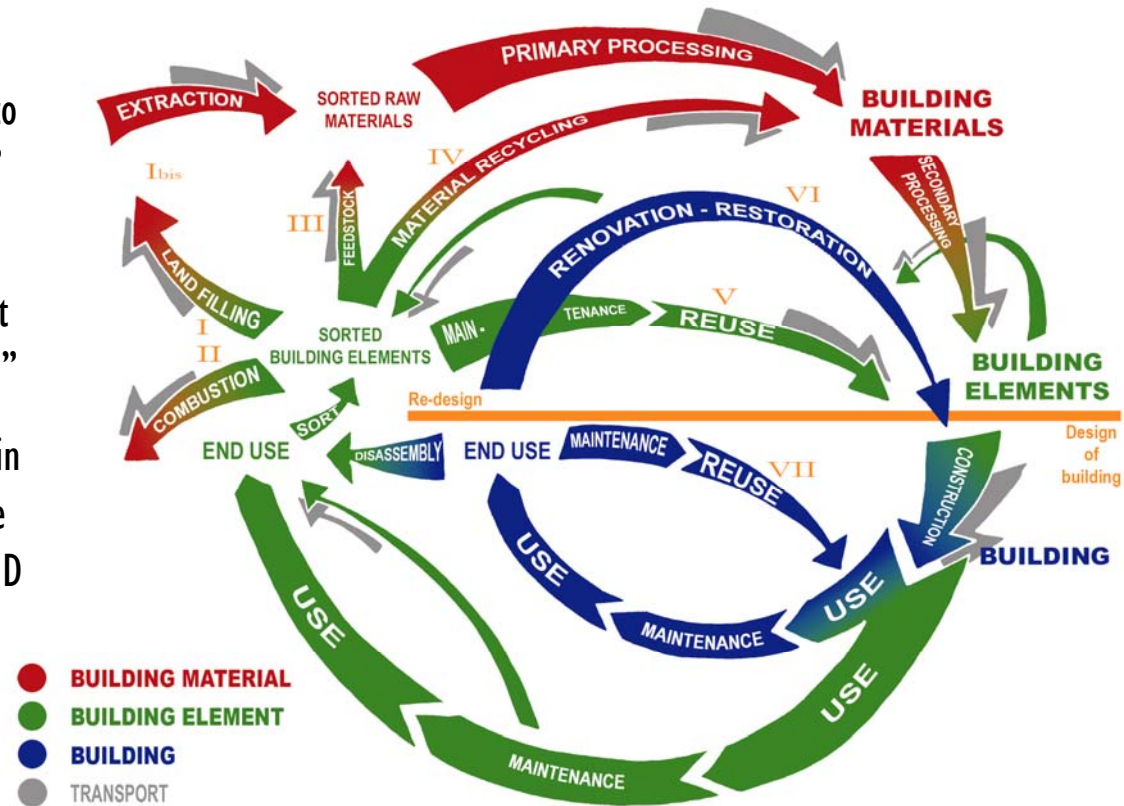 to
”
t
”
in
e
D
EXTRACTION
SORTED RAW
MATERIALS
PRIMARY PROCESSING
BUILDING
MATERIALS
Ibis
III
FEEDSTOCK
IV
MATERIAL RECYCLING
VI
RENOVATION - RESTORATION
SECONDARY
PROCESSING
LAND FILLING
I
II
SORTED
BUILDING ELEMENTS
MAIN-
TENANCE
V
REUSE
BUILDING
ELEMENTS
COMBUSTION
SORT
Re-design
Design
of
building
END USE
DISASSEMBLY
END USE
MAINTENANCE
REUSE
VII
CONSTRUCTION
BUILDING
USE
USE
MAINTENANCE
USE
USE
MAINTENANCE
BUILDING MATERIAL
BUILDING ELEMENT
BUILDING
TRANSPORT